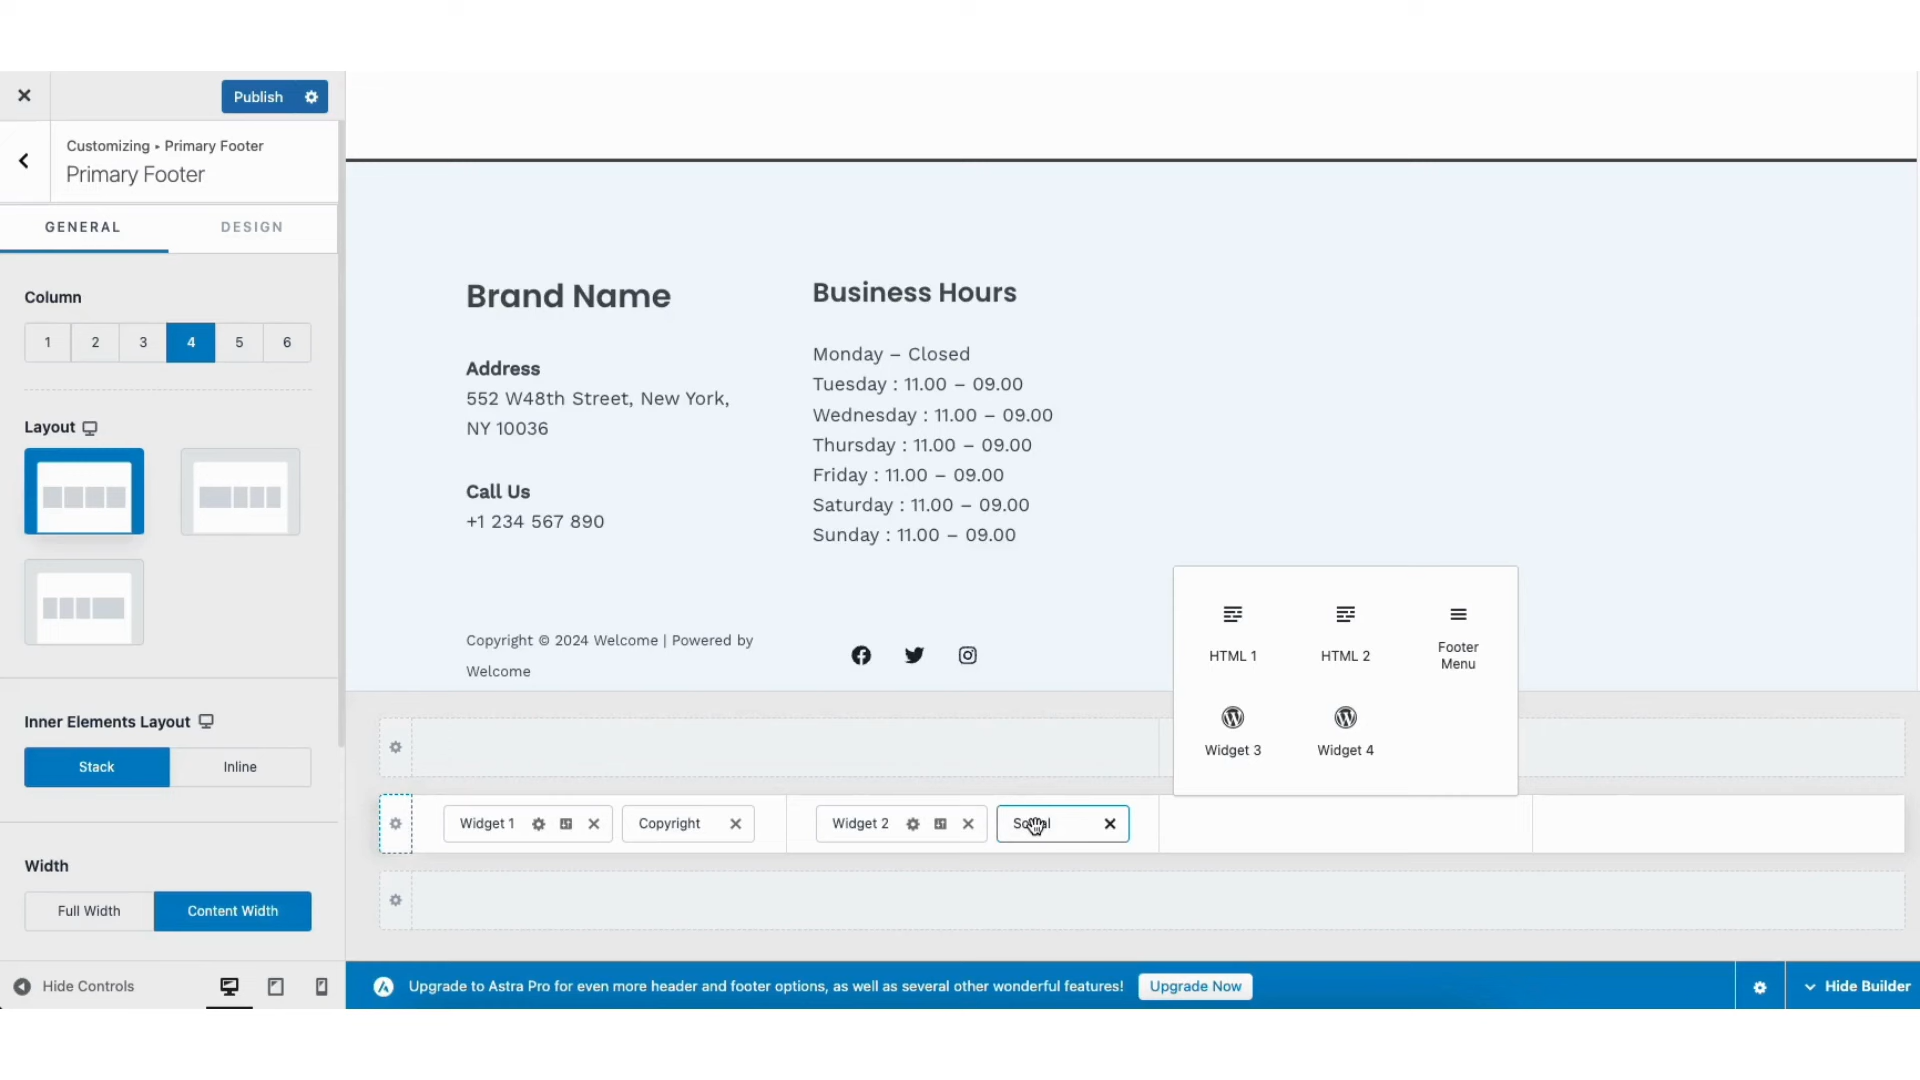 Publish
Customizing ▸ Primary Footer
Primary Footer
GENERAL
DESIGN
Column
1 2 3 4 5 6
Layout
Inner Elements Layout
Stack
Inline
Width
Full Width
Content Width
Hide Controls
Brand Name
Address
552 W48th Street, New York,
NY 10036
Call Us
+1 234 567 890
Business Hours
Monday – Closed
Tuesday : 11.00 – 09.00
Wednesday : 11.00 – 09.00
Thursday : 11.00 – 09.00
Friday : 11.00 – 09.00
Saturday : 11.00 – 09.00
Sunday : 11.00 – 09.00
Copyright © 2024 Welcome | Powered by
Welcome
HTML 1
HTML 2
Footer
Menu
Widget 3
Widget 4
Widget 1
Copyright
Widget 2
Upgrade to Astra Pro for even more header and footer options, as well as several other wonderful features!
Upgrade Now
Hide Builder